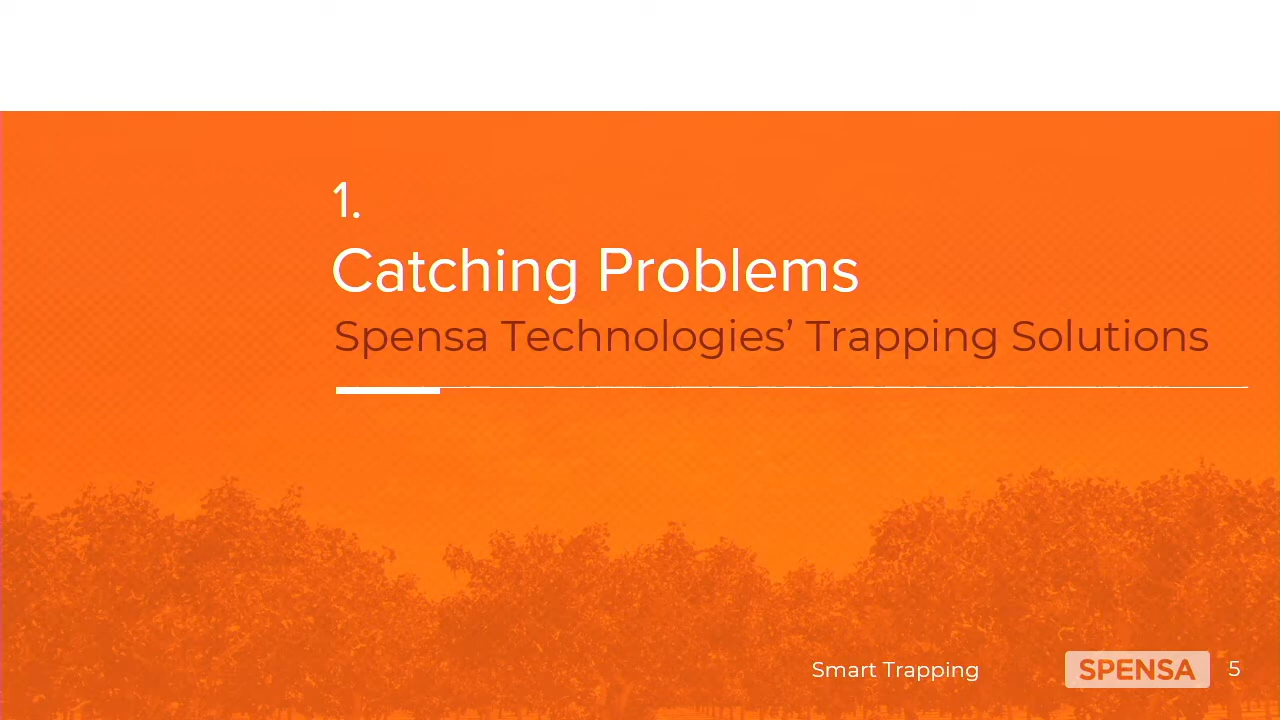 1.
Catching Problems
Spensa Technologies’ Trapping Solutions
Smart Trapping
SPENSA
5